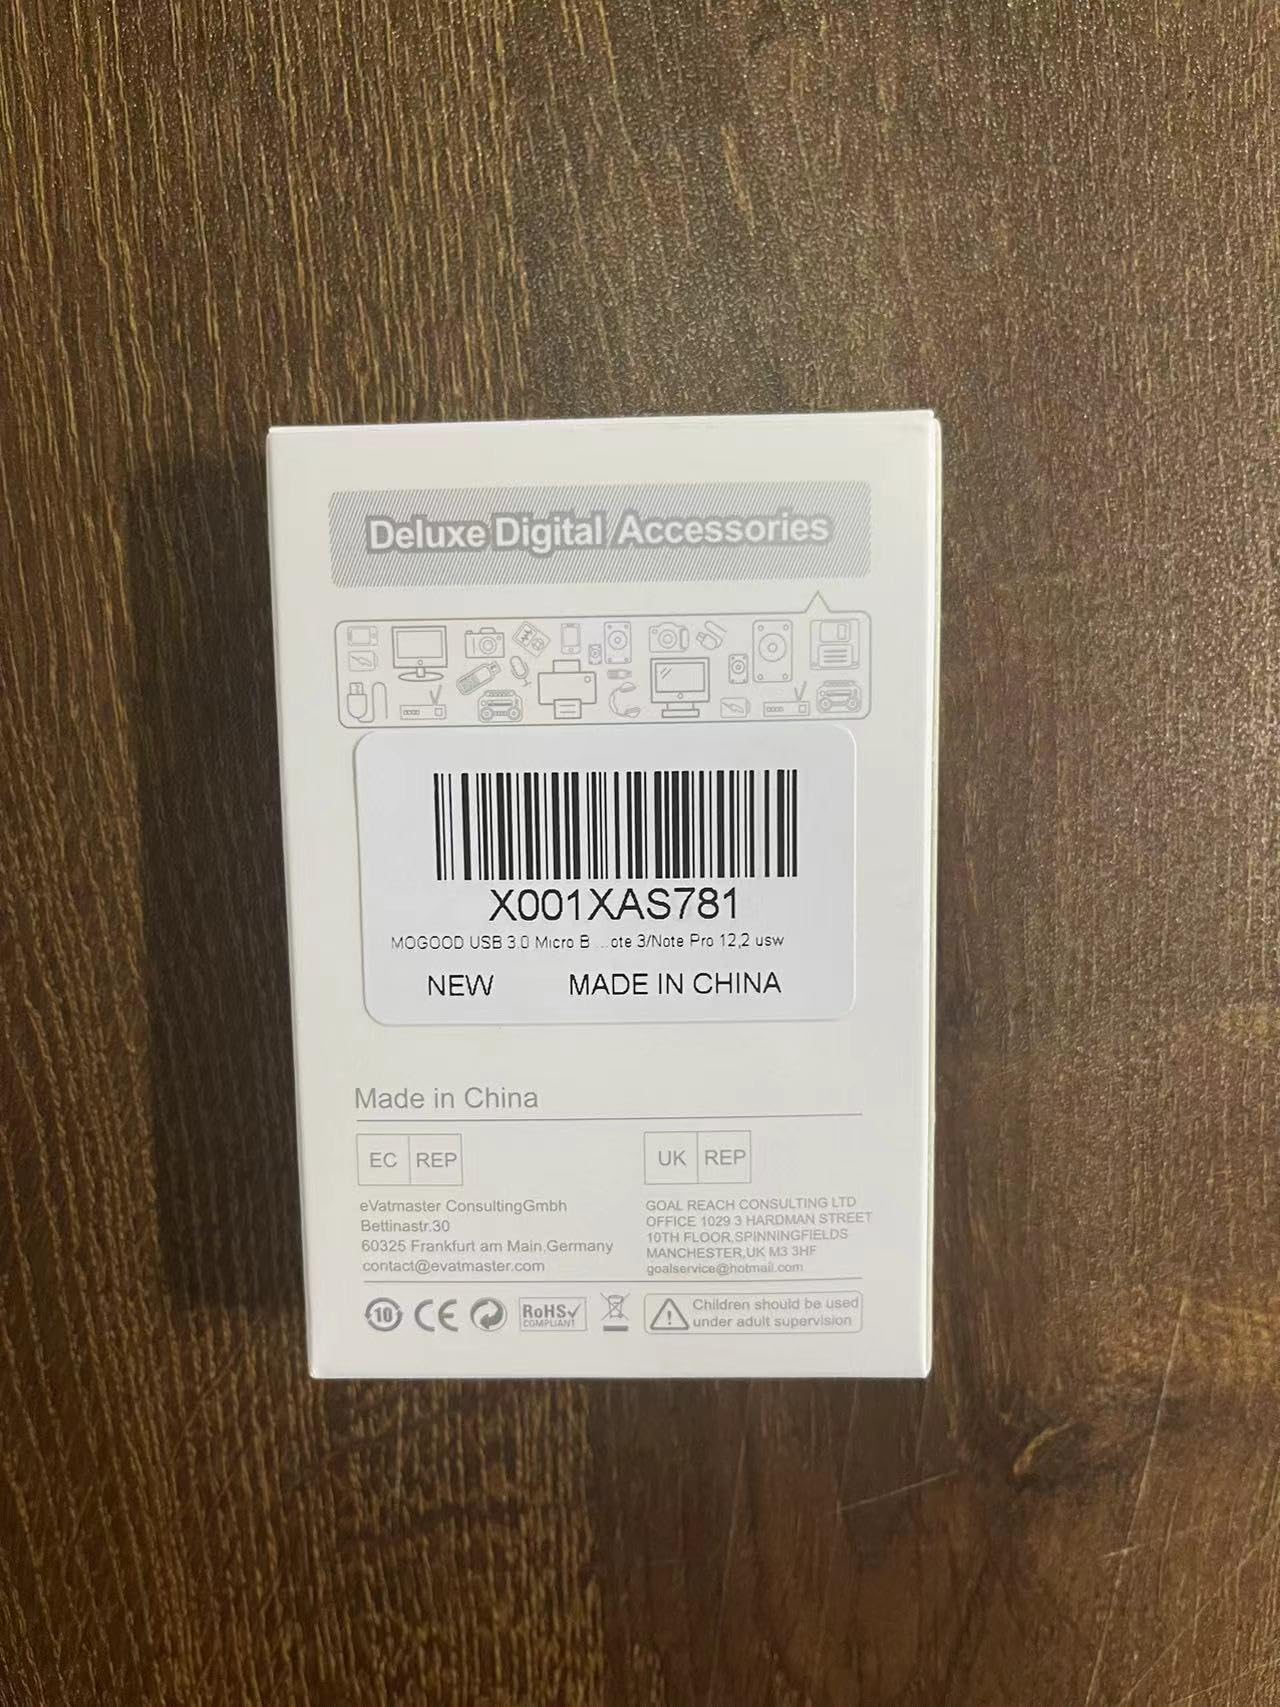 Deluxe Digital Accessories
X001XAS781
MOGOOD USB 3.0 Micro B ...ote 3/Note Pro 12,2 usw
NEW MADE IN CHINA
Made in China
EC REP
eVatmaster ConsultingGmbh
Bettinastr.30
60325 Frankfurt am Main,Germany
contact@evatmaster.com
UK REP
GOAL REACH CONSULTING LTD
OFFICE 1029 3 HARDMAN STREET
10TH FLOOR,SPINNINGFIELDS
MANCHESTER,UK M3 3HF
goalservice@hotmail.com
10 CE RoHS✓
COMPLIANT
Children should be used
under adult supervision